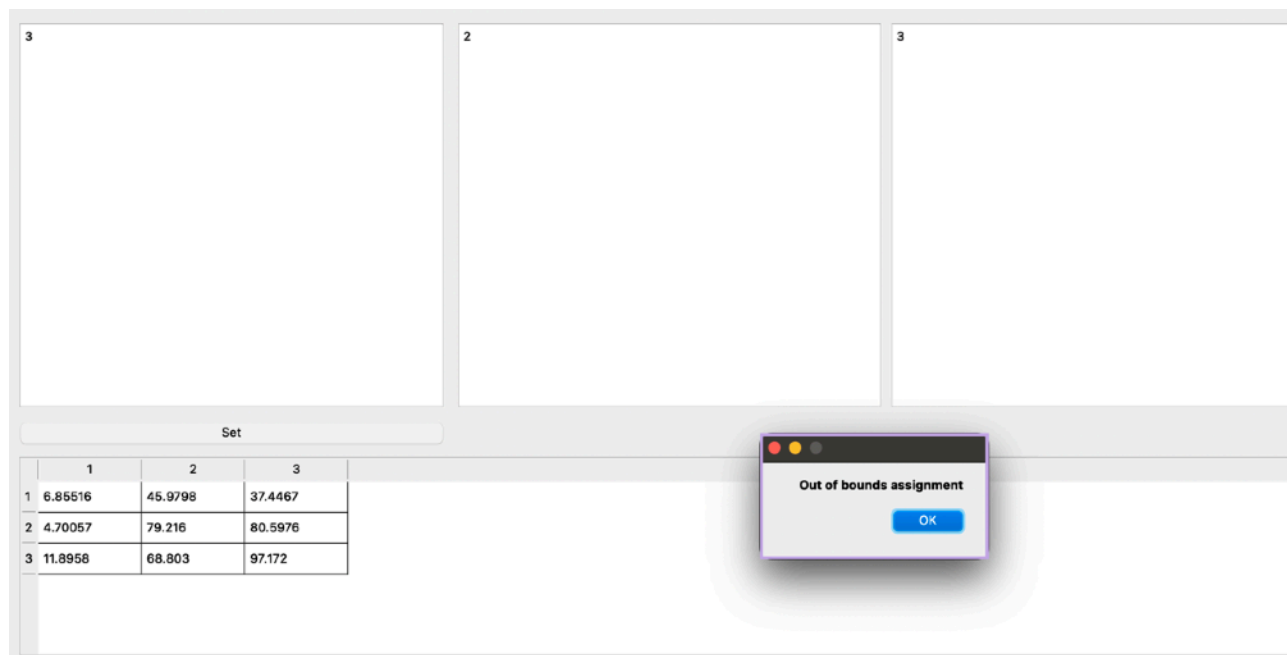 3
2
3
Set
Out of bounds assignment
OK
1 2 3
1 6.85516 45.9798 37.4467
2 4.70057 79.216 80.5976
3 11.8958 68.803 97.172